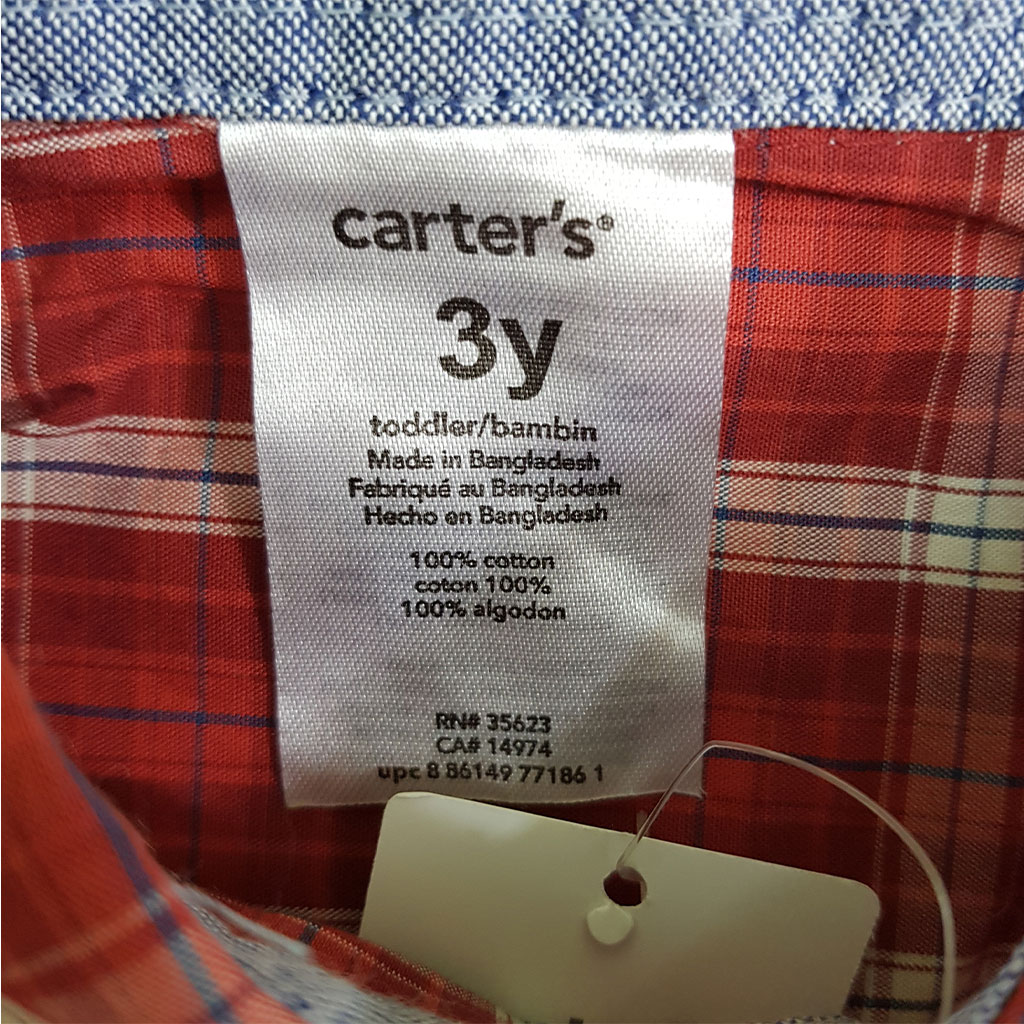 carter's®
3y
toddler/bambin
Made in Bangladesh
Fabriqué au Bangladesh
Hecho en Bangladesh
100% cotton
coton 100%
100% algodon
RN# 35623
CA# 14974
upc 8 86149 77186 1